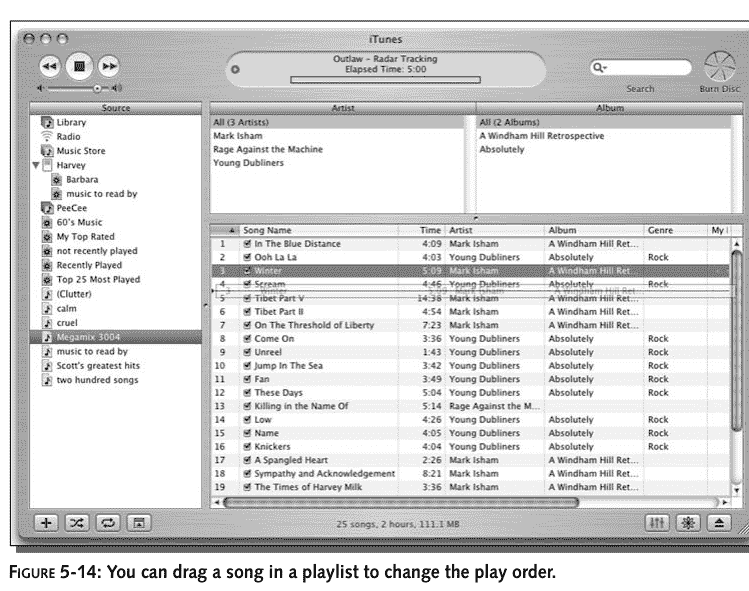 iTunes
Outlaw - Radar Tracking
Elapsed Time: 5:00
Search
Burn Disc
Source
Library
Radio
Music Store
Harvey
Barbara
music to read by
PeeCee
60's Music
My Top Rated
not recently played
Recently Played
Top 25 Most Played
(Clutter)
calm
cruel
Megamix 3004
music to read by
Scott's greatest hits
two hundred songs
Artist Album
All (3 Artists) All (2 Albums)
Mark Isham A Windham Hill Retrospective
Rage Against the Machine Absolutely
Young Dubliners
Song Name Time Artist Album Genre My
1 In The Blue Distance 4:09 Mark Isham A Windham Hill Ret...
2 Ooh La La 4:03 Young Dubliners Absolutely Rock
3 Winter 5:09 Mark Isham A Windham Hill Ret...
4 Scream 4:46 Young Dubliners Absolutely Rock
3 Winter 5:09 Mark Isham A Windham Hill Ret...
5 Tibet Part V 14:38 Mark Isham A Windham Hill Ret...
6 Tibet Part II 4:54 Mark Isham A Windham Hill Ret...
7 On The Threshold of Liberty 7:23 Mark Isham A Windham Hill Ret...
8 Come On 3:36 Young Dubliners Absolutely Rock
9 Unreel 1:43 Young Dubliners Absolutely Rock
10 Jump In The Sea 3:42 Young Dubliners Absolutely Rock
11 Fan 3:49 Young Dubliners Absolutely Rock
12 These Days 5:04 Young Dubliners Absolutely Rock
13 Killing in the Name Of 5:14 Rage Against the M...
14 Low 4:26 Young Dubliners Absolutely Rock
15 Name 4:05 Young Dubliners Absolutely Rock
16 Knickers 4:04 Young Dubliners Absolutely Rock
17 A Spangled Heart 2:26 Mark Isham A Windham Hill Ret...
18 Sympathy and Acknowledgement 8:21 Mark Isham A Windham Hill Ret...
19 The Times of Harvey Milk 3:36 Mark Isham A Windham Hill Ret...
25 songs, 2 hours, 111.1 MB
FIGURE 5-14: You can drag a song in a playlist to change the play order.